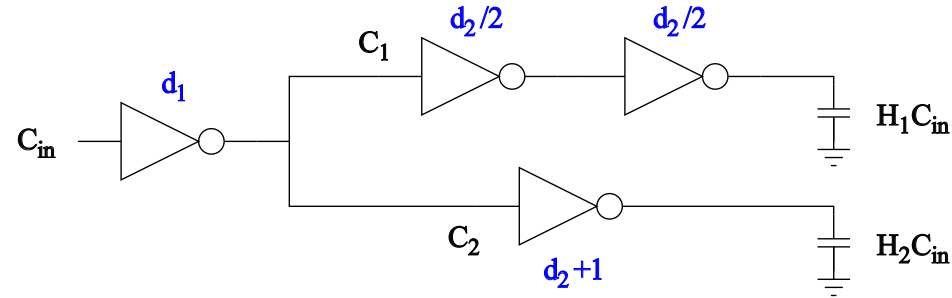 d₂/2
d₂/2
C₁
d₁
Cᵢₙ
H₁Cᵢₙ
C₂
H₂Cᵢₙ
d₂+1